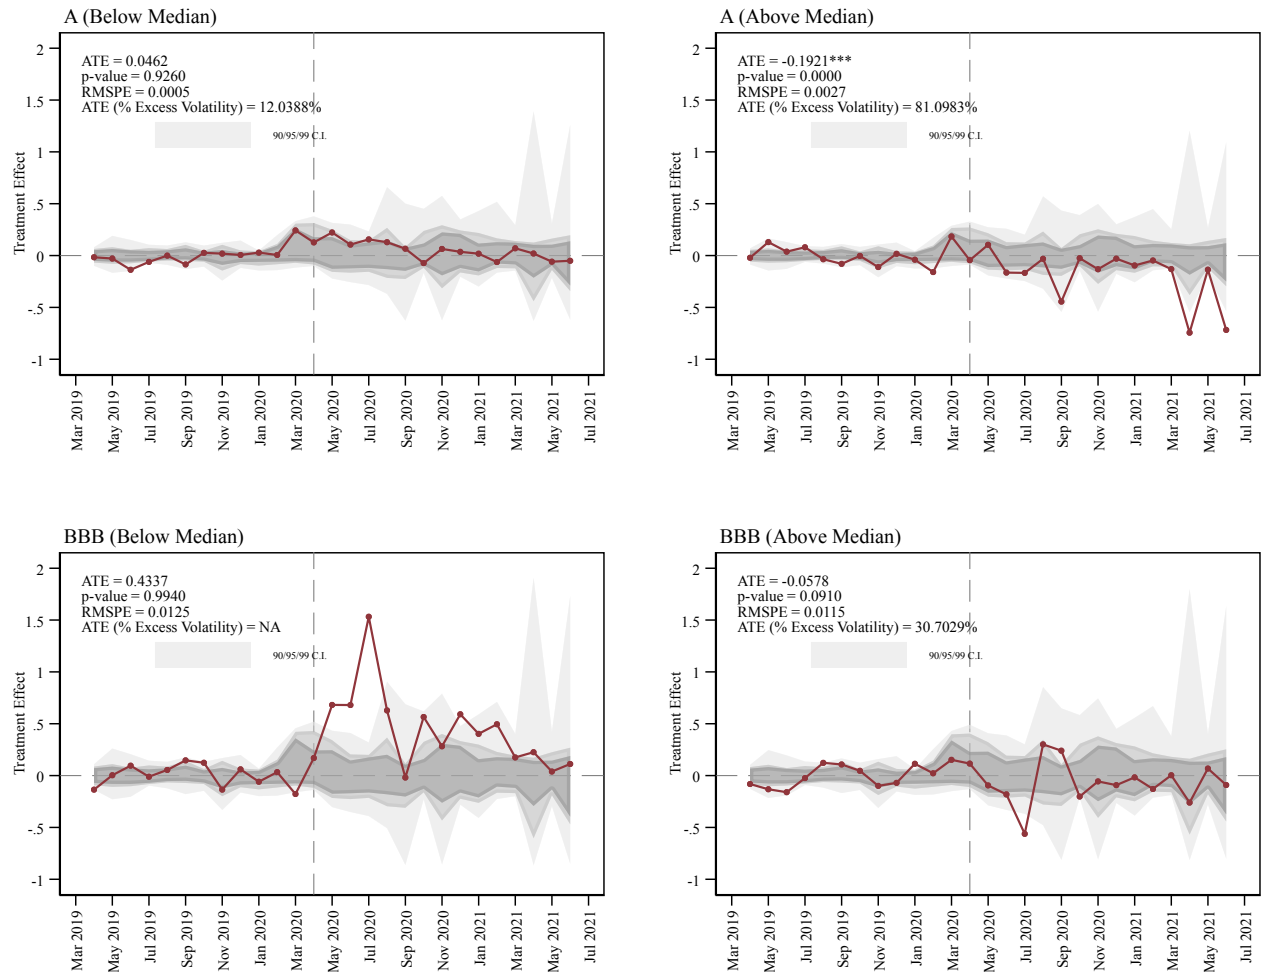 A (Below Median)
2
1.5
1
.5
0
-.5
-1
Treatment Effect
ATE = 0.0462
p-value = 0.9260
RMSPE = 0.0005
ATE (% Excess Volatility) = 12.0388%
90/95/99 C.I.
Mar 2019
May 2019
Jul 2019
Sep 2019
Nov 2019
Jan 2020
Mar 2020
May 2020
Jul 2020
Sep 2020
Nov 2020
Jan 2021
Mar 2021
May 2021
Jul 2021
A (Above Median)
2
1.5
1
.5
0
-.5
-1
Treatment Effect
ATE = -0.1921***
p-value = 0.0000
RMSPE = 0.0027
ATE (% Excess Volatility) = 81.0983%
90/95/99 C.I.
Mar 2019
May 2019
Jul 2019
Sep 2019
Nov 2019
Jan 2020
Mar 2020
May 2020
Jul 2020
Sep 2020
Nov 2020
Jan 2021
Mar 2021
May 2021
Jul 2021
BBB (Below Median)
2
1.5
1
.5
0
-.5
-1
Treatment Effect
ATE = 0.4337
p-value = 0.9940
RMSPE = 0.0125
ATE (% Excess Volatility) = NA
90/95/99 C.I.
Mar 2019
May 2019
Jul 2019
Sep 2019
Nov 2019
Jan 2020
Mar 2020
May 2020
Jul 2020
Sep 2020
Nov 2020
Jan 2021
Mar 2021
May 2021
Jul 2021
BBB (Above Median)
2
1.5
1
.5
0
-.5
-1
Treatment Effect
ATE = -0.0578
p-value = 0.0910
RMSPE = 0.0115
ATE (% Excess Volatility) = 30.7029%
90/95/99 C.I.
Mar 2019
May 2019
Jul 2019
Sep 2019
Nov 2019
Jan 2020
Mar 2020
May 2020
Jul 2020
Sep 2020
Nov 2020
Jan 2021
Mar 2021
May 2021
Jul 2021